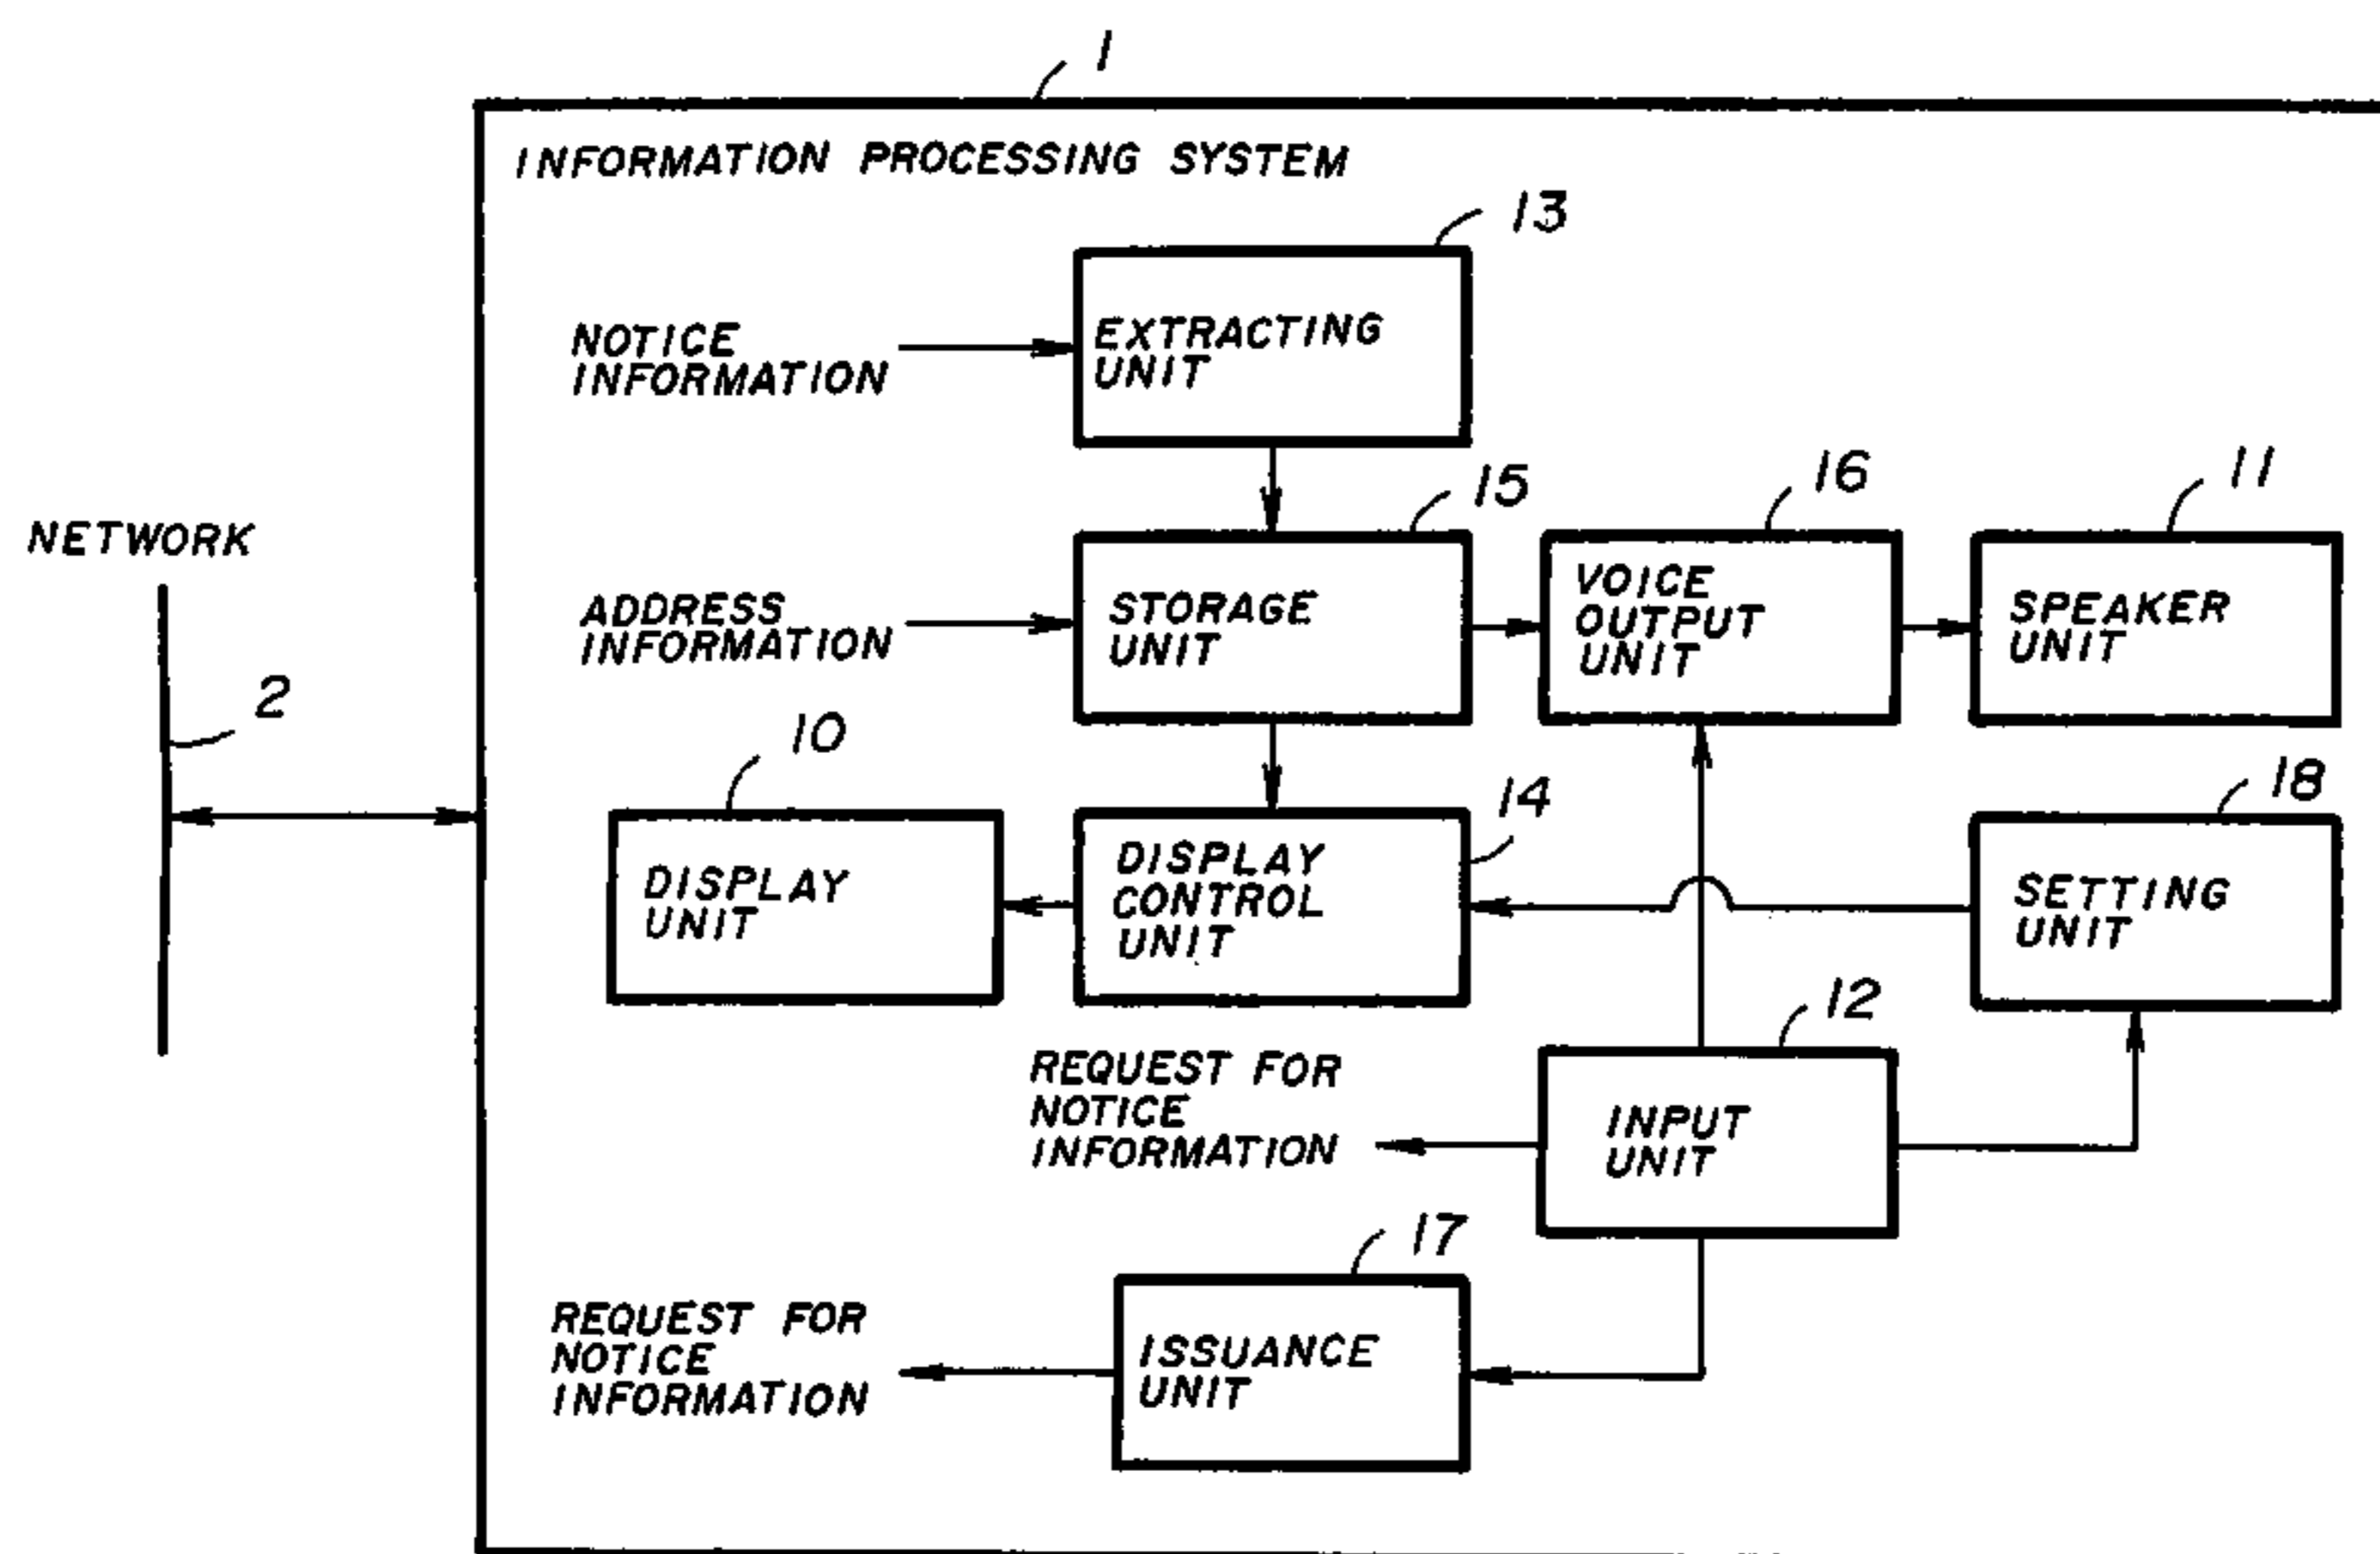 1
INFORMATION PROCESSING SYSTEM
13
NOTICE
INFORMATION
EXTRACTING
UNIT
15
16
11
NETWORK
ADDRESS
INFORMATION
STORAGE
UNIT
VOICE
OUTPUT
UNIT
SPEAKER
UNIT
2
10
14
18
DISPLAY
UNIT
DISPLAY
CONTROL
UNIT
SETTING
UNIT
12
REQUEST FOR
NOTICE
INFORMATION
INPUT
UNIT
17
REQUEST FOR
NOTICE
INFORMATION
ISSUANCE
UNIT